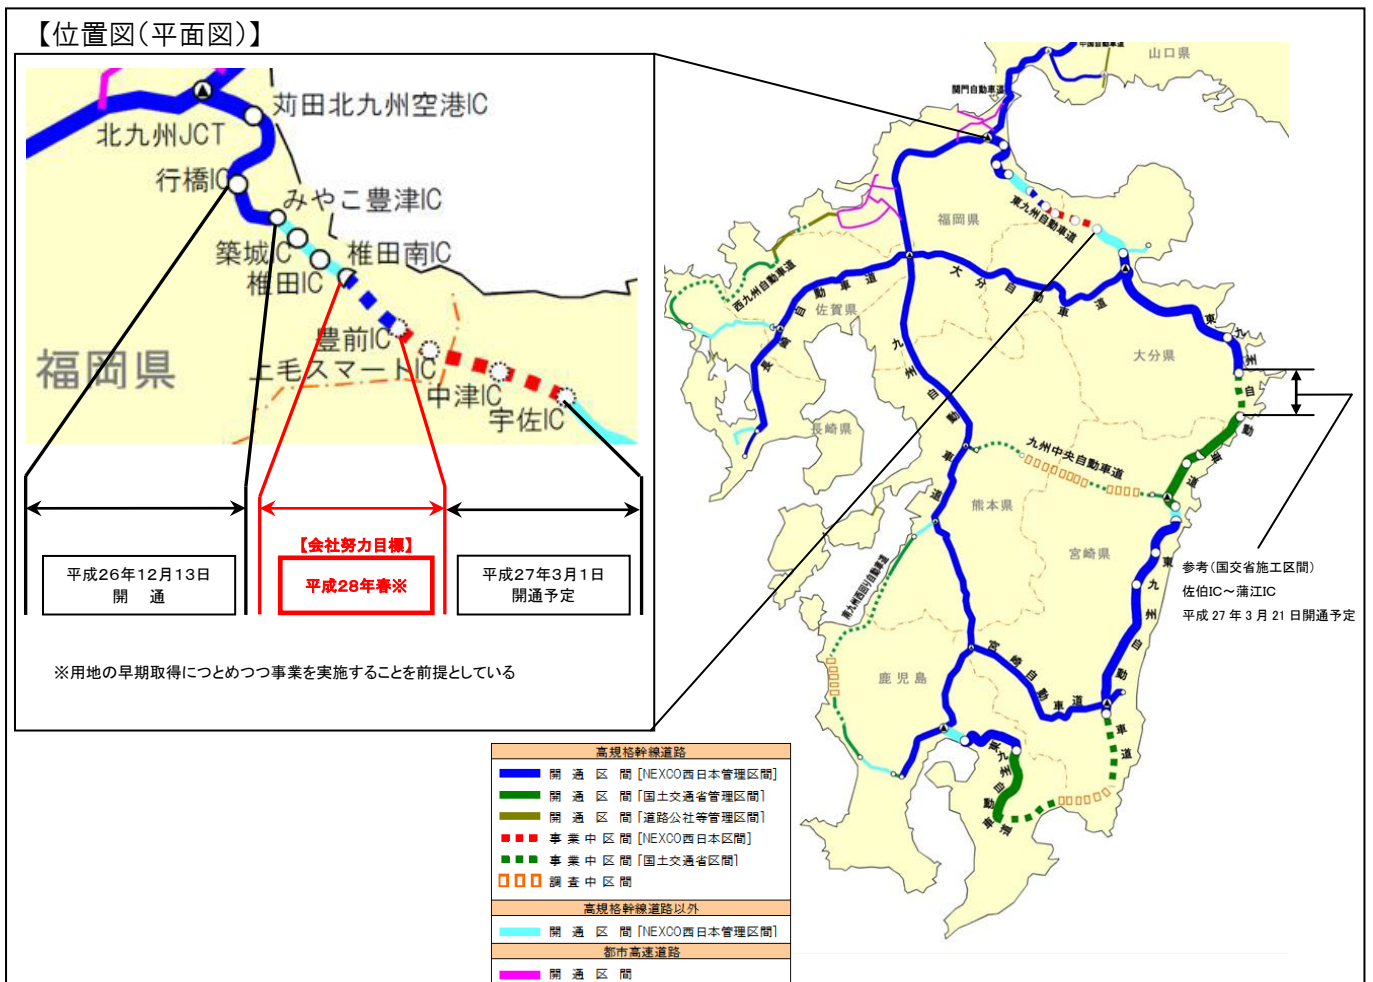 【位置図(平面図)】
苅田北九州空港IC
北九州JCT
行橋IC
みやこ豊津IC
築城IC
椎田南IC
椎田IC
豊前IC
上毛スマートIC
中津IC
宇佐IC
福岡県
【会社努力目標】
平成26年12月13日
開 通
平成28年春※
平成27年3月1日
開通予定
※用地の早期取得につとめつつ事業を実施することを前提としている
中国自動車道
山口県
関門自動車道
福岡県
東九州自動車道
西九州自動車道
佐賀県
長崎自動車道
大分自動車道
大分県
長崎県
九州自動車道
九州中央自動車道
熊本県
宮崎県
東九州自動車道
南九州西回り自動車道
鹿児島
宮崎自動車道
東九州自動車道
東九州自動車道
参考(国交省施工区間)
佐伯IC～蒲江IC
平成 27 年 3 月 21 日開通予定
高規格幹線道路
開 通 区 間 [NEXCO西日本管理区間]
開 通 区 間 [国土交通省管理区間]
開 通 区 間 [道路公社等管理区間]
事 業 中 区 間 [NEXCO西日本区間]
事 業 中 区 間 [国土交通省区間]
調 査 中 区 間
高規格幹線道路以外
開 通 区 間 [NEXCO西日本管理区間]
都市高速道路
開 通 区 間